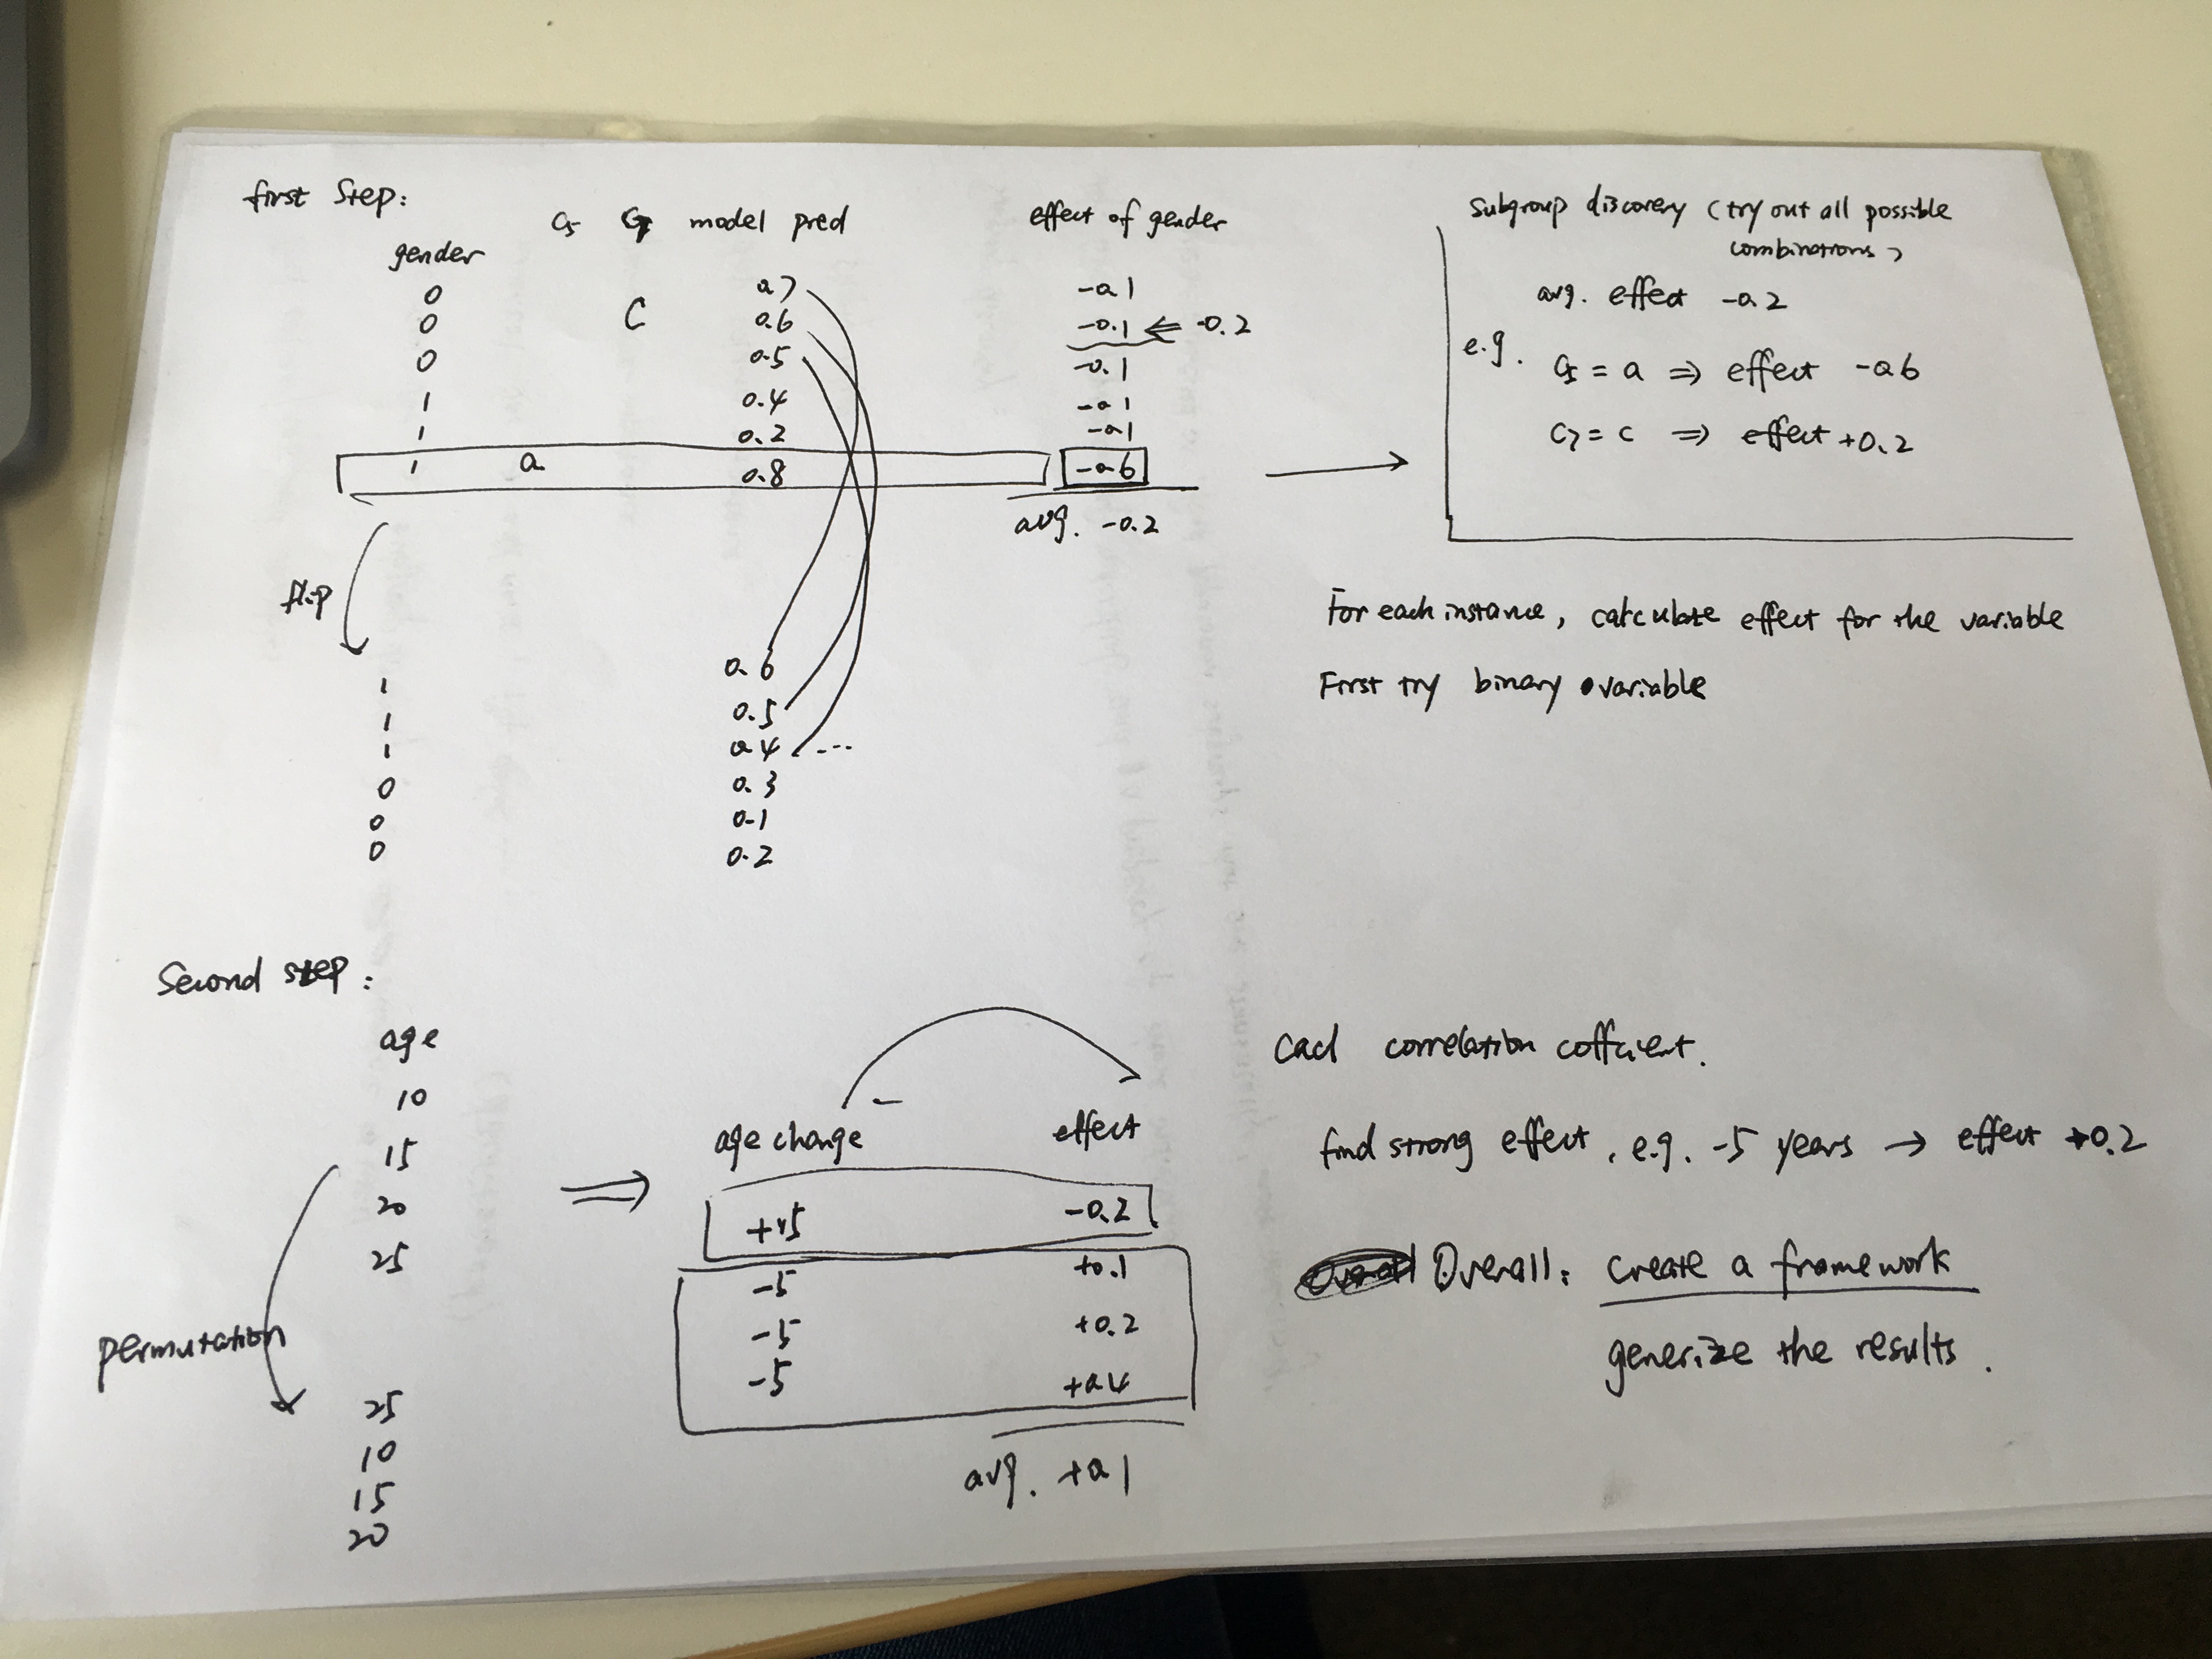 first step:
gender C5 C7 model pred effect of gender
0 0.7 -0.1
0 C 0.6 -0.1 ⇐ -0.2
0 0.5 -0.1
1 0.4 -0.1
1 0.2 -0.1
1 a 0.8 -0.6
avg. -0.2
flip
1 0.6
1 0.5
1 0.4 ...
0 0.3
0 0.1
0 0.2
Subgroup discovery (try out all possible
combinations)
avg. effect -0.2
e.g. C5 = a ⇒ effect -0.6
C7 = c ⇒ effect +0.2
For each instance, calculate effect for the variable
First try binary variable
Second step:
age
10
15
20
25
permutation
25
10
15
20
⇒
age change - effect
+15 -0.2
-5 +0.1
-5 +0.2
-5
avg. +0.1
Cacl correlation cofficient.
find strong effect, e.g. -5 years → effect +0.2
Overall: create a framework
generize the results.